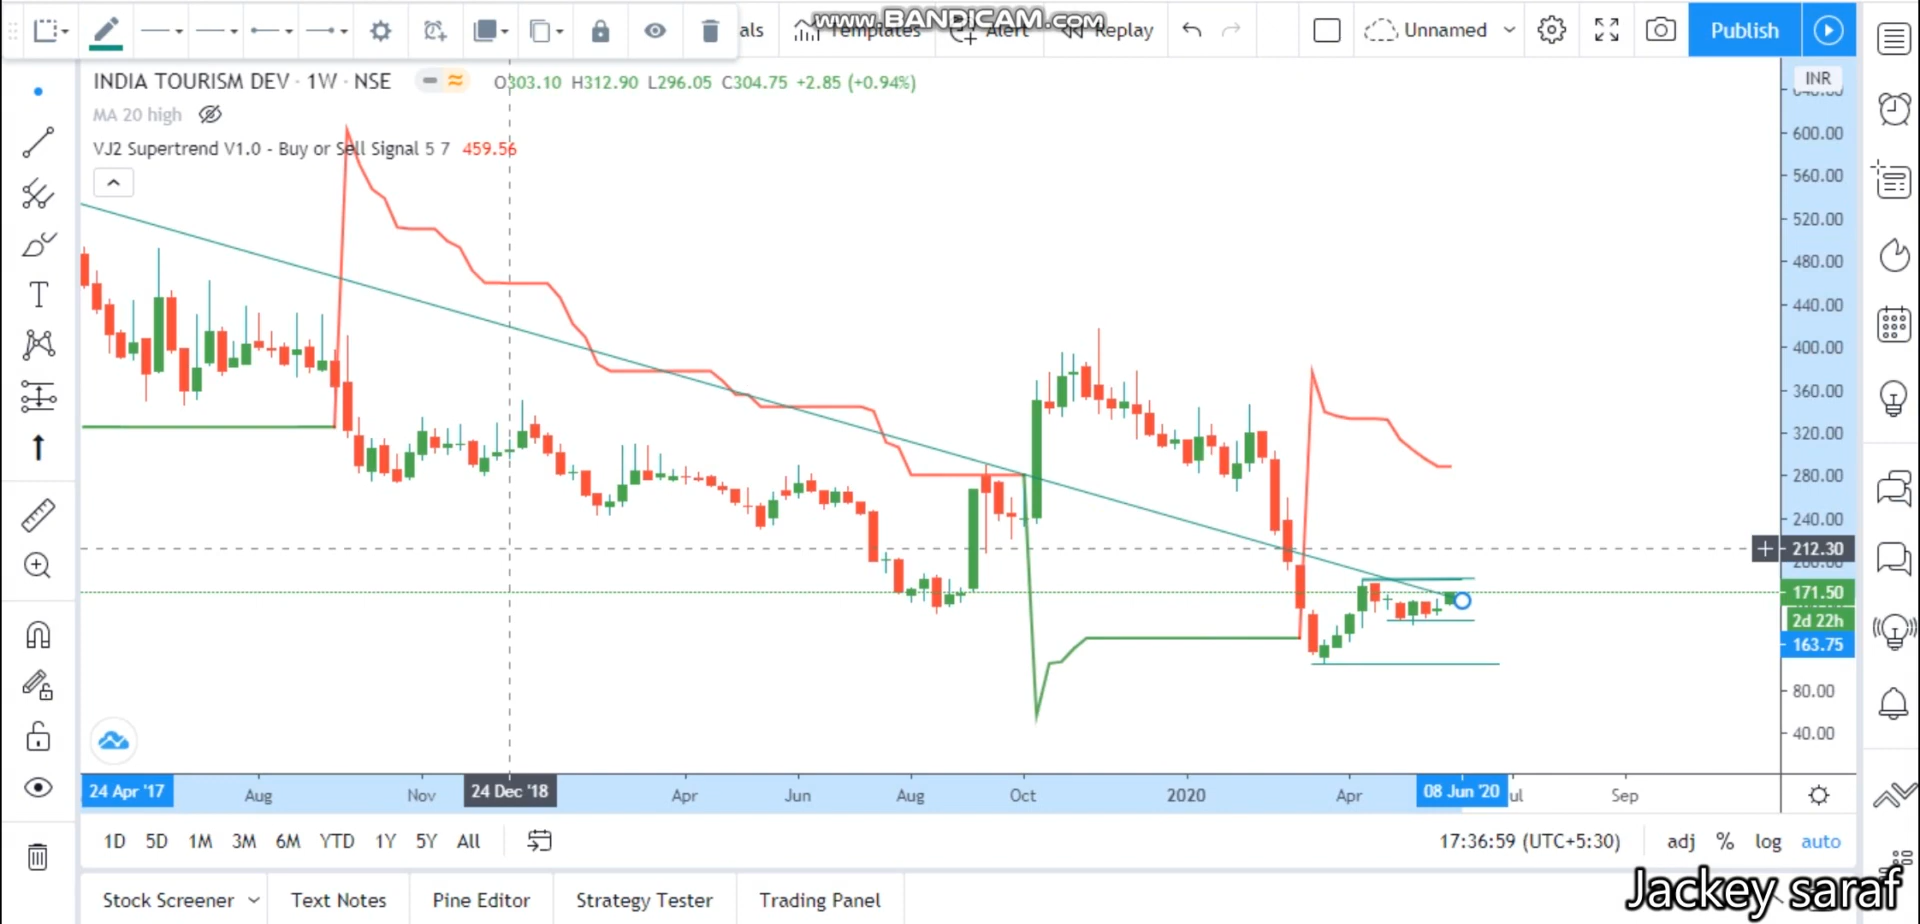 www.BANDICAM.com
als Templates Alert Replay Unnamed Publish
INDIA TOURISM DEV · 1W · NSE O303.10 H312.90 L296.05 C304.75 +2.85 (+0.94%)
MA 20 high
VJ2 Supertrend V1.0 - Buy or Sell Signal 5 7 459.56
INR
600.00
560.00
520.00
480.00
440.00
400.00
360.00
320.00
280.00
240.00
212.30
171.50
2d 22h
163.75
80.00
40.00
24 Apr '17 Aug Nov 24 Dec '18 Apr Jun Aug Oct 2020 Apr 08 Jun '20 ul Sep
1D 5D 1M 3M 6M YTD 1Y 5Y All 17:36:59 (UTC+5:30) adj % log auto
Stock Screener Text Notes Pine Editor Strategy Tester Trading Panel
Jackey saraf